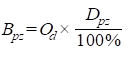 B_pz = O_d × D_pz / 100%